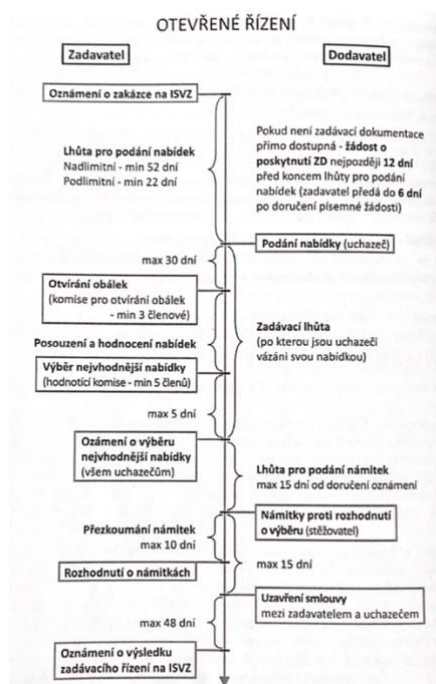 OTEVŘENÉ ŘÍZENÍ
Zadavatel
Dodavatel
Oznámení o zakázce na ISVZ
Lhůta pro podání nabídek
Nadlimitní - min 52 dní
Podlimitní - min 22 dní
Pokud není zadávací dokumentace
přímo dostupná - žádost o
poskytnutí ZD nejpozději 12 dní
před koncem lhůty pro podání
nabídek (zadavatel předá do 6 dní
po doručení písemné žádosti)
Podání nabídky (uchazeč)
max 30 dní
Otvírání obálek
(komise pro otvírání obálek
- min 3 členové)
Zadávací lhůta
(po kterou jsou uchazeči
vázáni svou nabídkou)
Posouzení a hodnocení nabídek
Výběr nejvhodnější nabídky
(hodnotící komise - min 5 členů)
max 5 dní
Ozámení o výběru
nejvhodnější nabídky
(všem uchazečům)
Lhůta pro podání námitek
max 15 dní od doručení oznámení
Námitky proti rozhodnutí
o výběru (stěžovatel)
Přezkoumání námitek
max 10 dní
Rozhodnutí o námitkách
max 15 dní
Uzavření smlouvy
mezi zadavatelem a uchazečem
max 48 dní
Oznámení o výsledku
zadávacího řízení na ISVZ